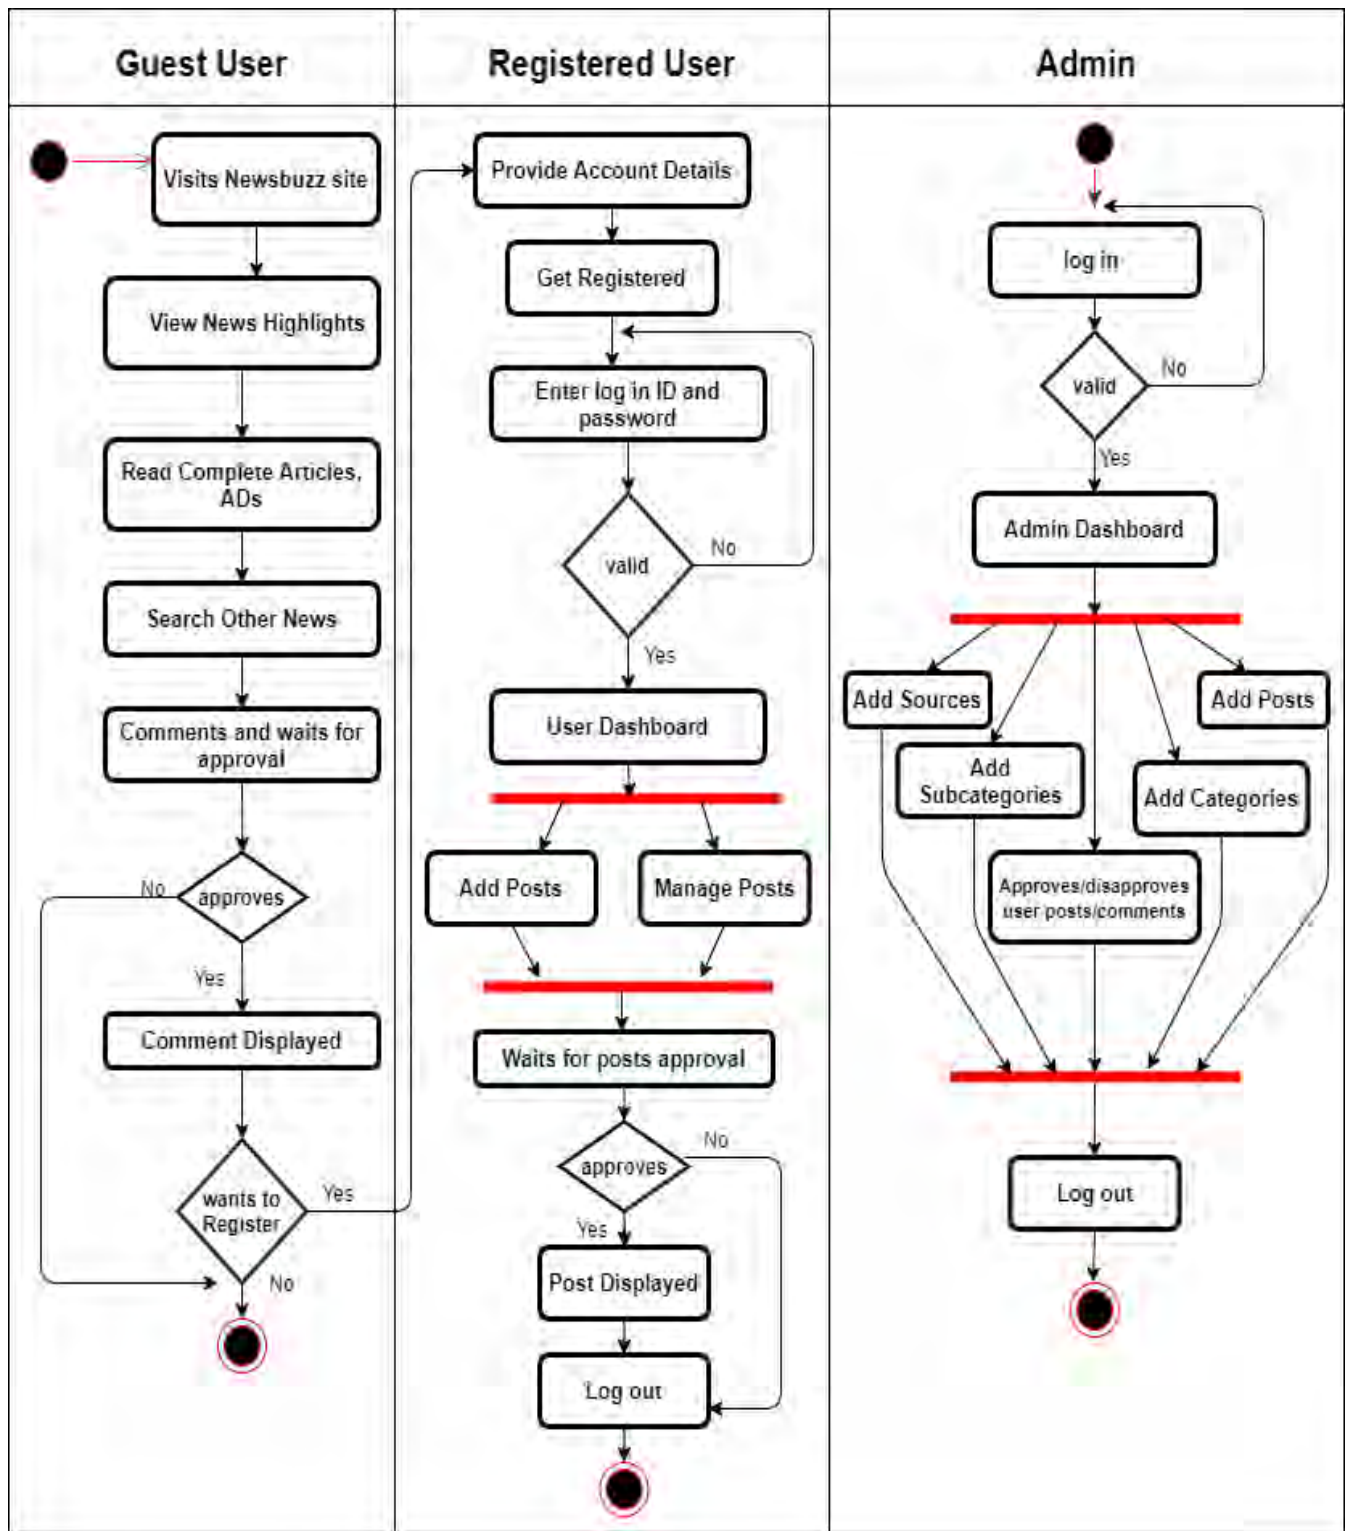 Guest User
Visits Newsbuzz site
View News Highlights
Read Complete Articles,
ADs
Search Other News
Comments and waits for
approval
No
approves
Yes
Comment Displayed
wants to
Register
Yes
No
Registered User
Provide Account Details
Get Registered
Enter log in ID and
password
valid
No
Yes
User Dashboard
Add Posts
Manage Posts
Waits for posts approval
approves
No
Yes
Post Displayed
Log out
Admin
log in
valid
No
Yes
Admin Dashboard
Add Sources
Add Posts
Add
Subcategories
Add Categories
Approves/disapproves
user posts/comments
Log out